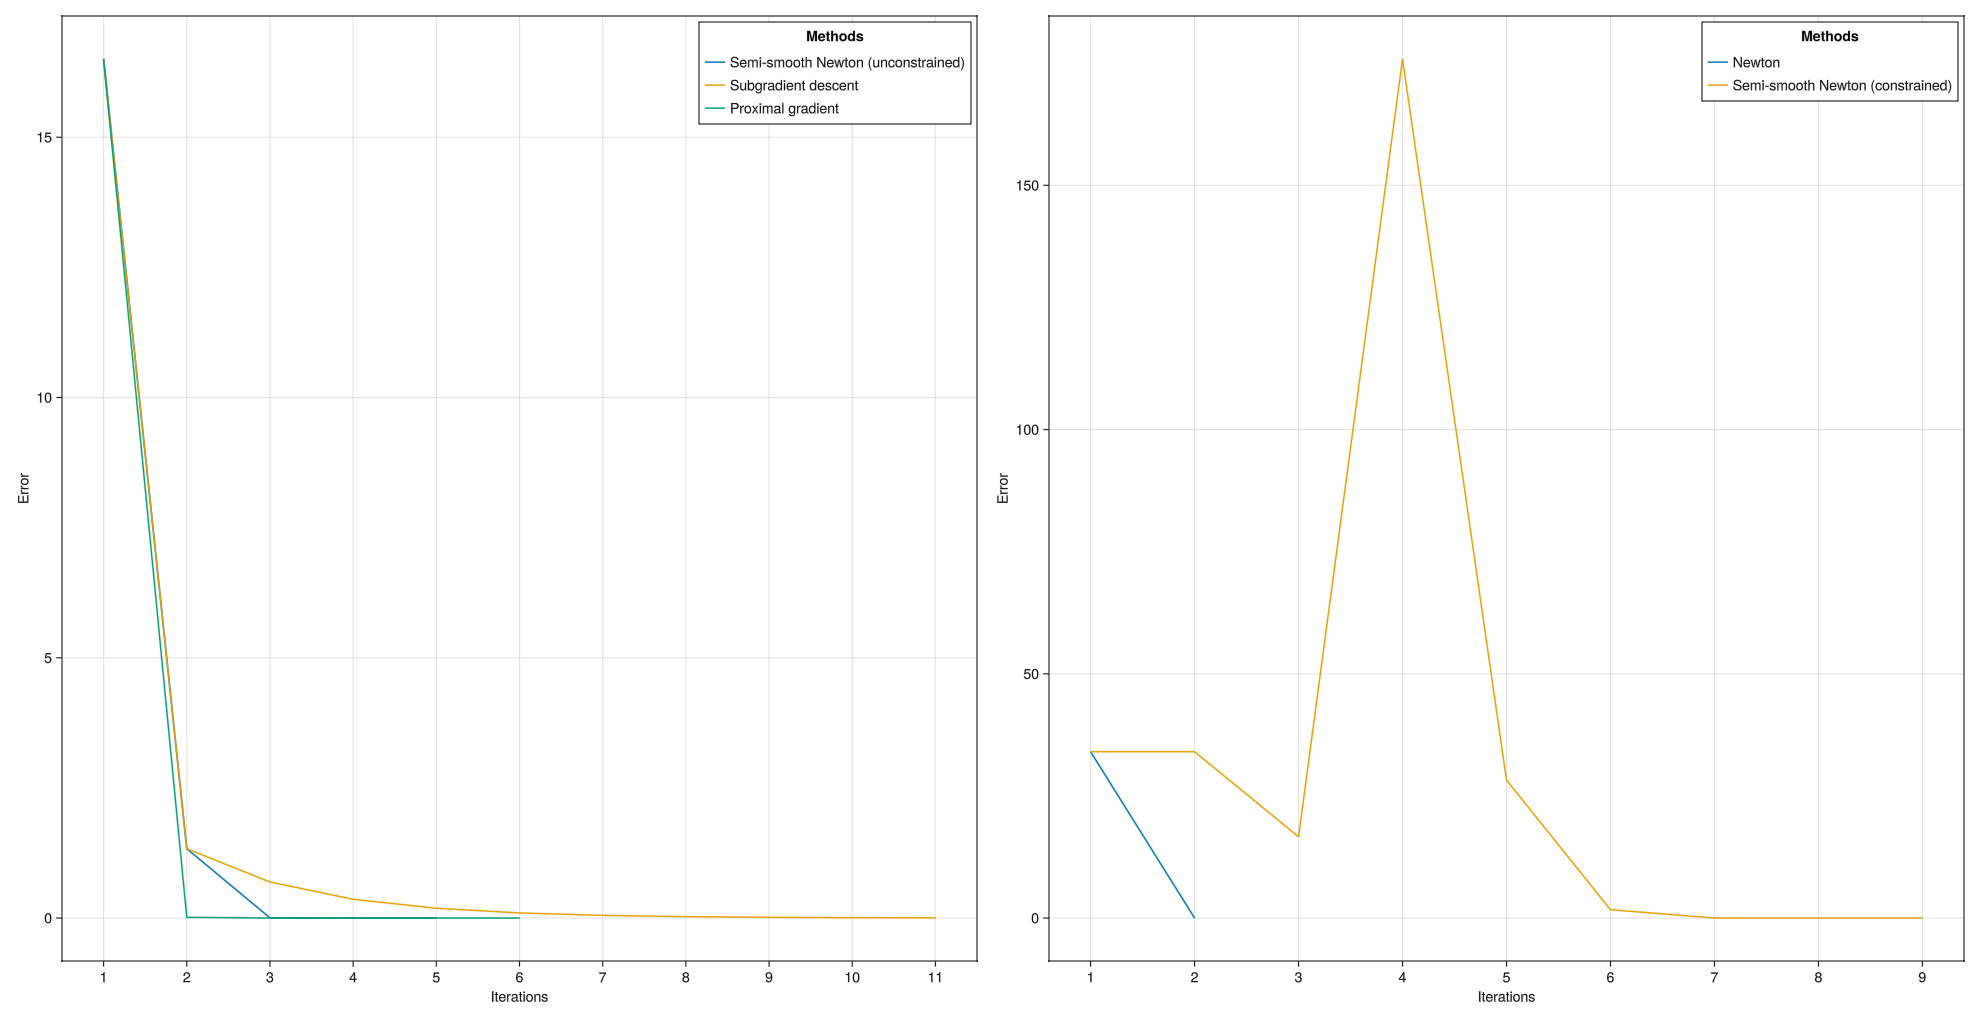 Methods
Semi-smooth Newton (unconstrained)
Subgradient descent
Proximal gradient
15
10
5
0
Error
1 2 3 4 5 6 7 8 9 10 11
Iterations
Methods
Newton
Semi-smooth Newton (constrained)
150
100
50
0
Error
1 2 3 4 5 6 7 8 9
Iterations